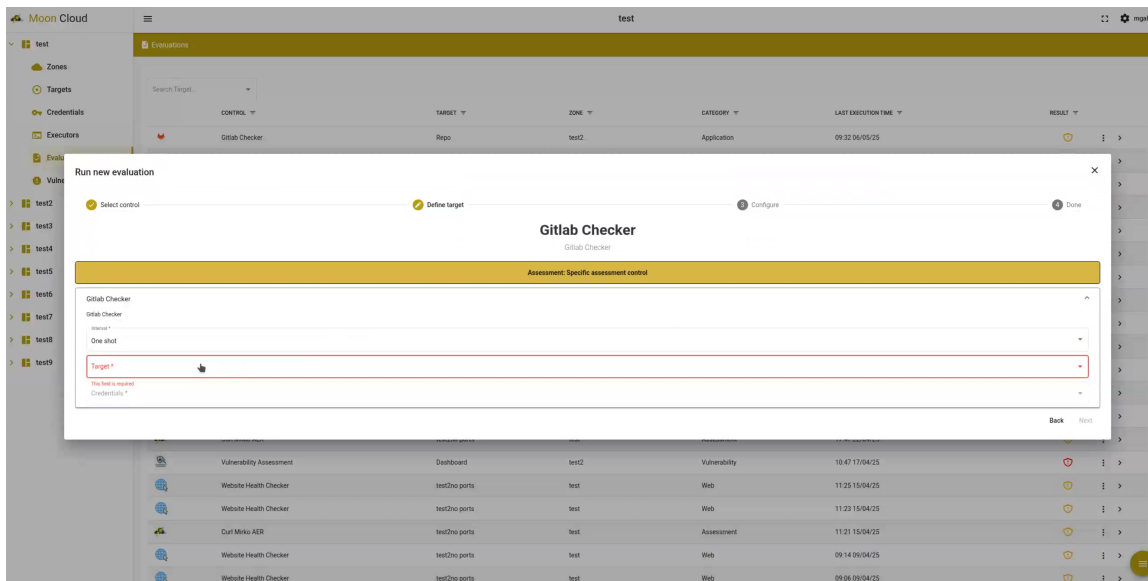 Moon Cloud
test
test
Zones
Targets
Credentials
Executors
test2
test3
test4
test5
test6
test7
test8
test9
Evaluations
Search Target...
CONTROL TARGET ZONE CATEGORY LAST EXECUTION TIME RESULT
Gitlab Checker Repo test2 Application 09:32 06/05/25
Run new evaluation
Select control
Define target
3 Configure
4 Done
Gitlab Checker
Gitlab Checker
Assessment: Specific assessment control
Gitlab Checker
Gitlab Checker
Interval *
One shot
Target *
This field is required
Credentials *
Back Next
Vulnerability Assessment Dashboard test2 Vulnerability 10:47 17/04/25
Website Health Checker test2no ports test Web 11:25 15/04/25
Website Health Checker test2no ports test Web 11:23 15/04/25
Curl Mirko AER test2no ports test Assessment 11:21 15/04/25
Website Health Checker test2no ports test Web 09:14 09/04/25
Website Health Checker test2no ports test Web 09:06 09/04/25